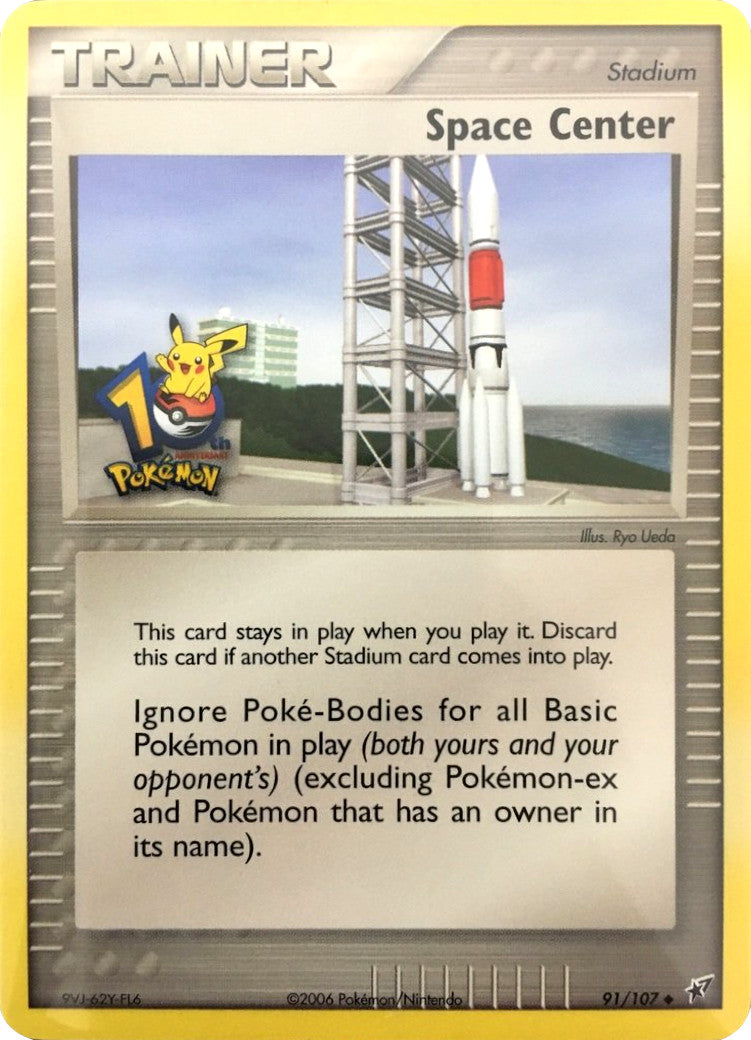 TRAINER
Stadium
Space Center
10th
ANNIVERSARY
POKéMON
Illus. Ryo Ueda
This card stays in play when you play it. Discard
this card if another Stadium card comes into play.
Ignore Poké-Bodies for all Basic
Pokémon in play (both yours and your
opponent's) (excluding Pokémon-ex
and Pokémon that has an owner in
its name).
9VJ-62Y-FL6
©2006 Pokémon/Nintendo
91/107